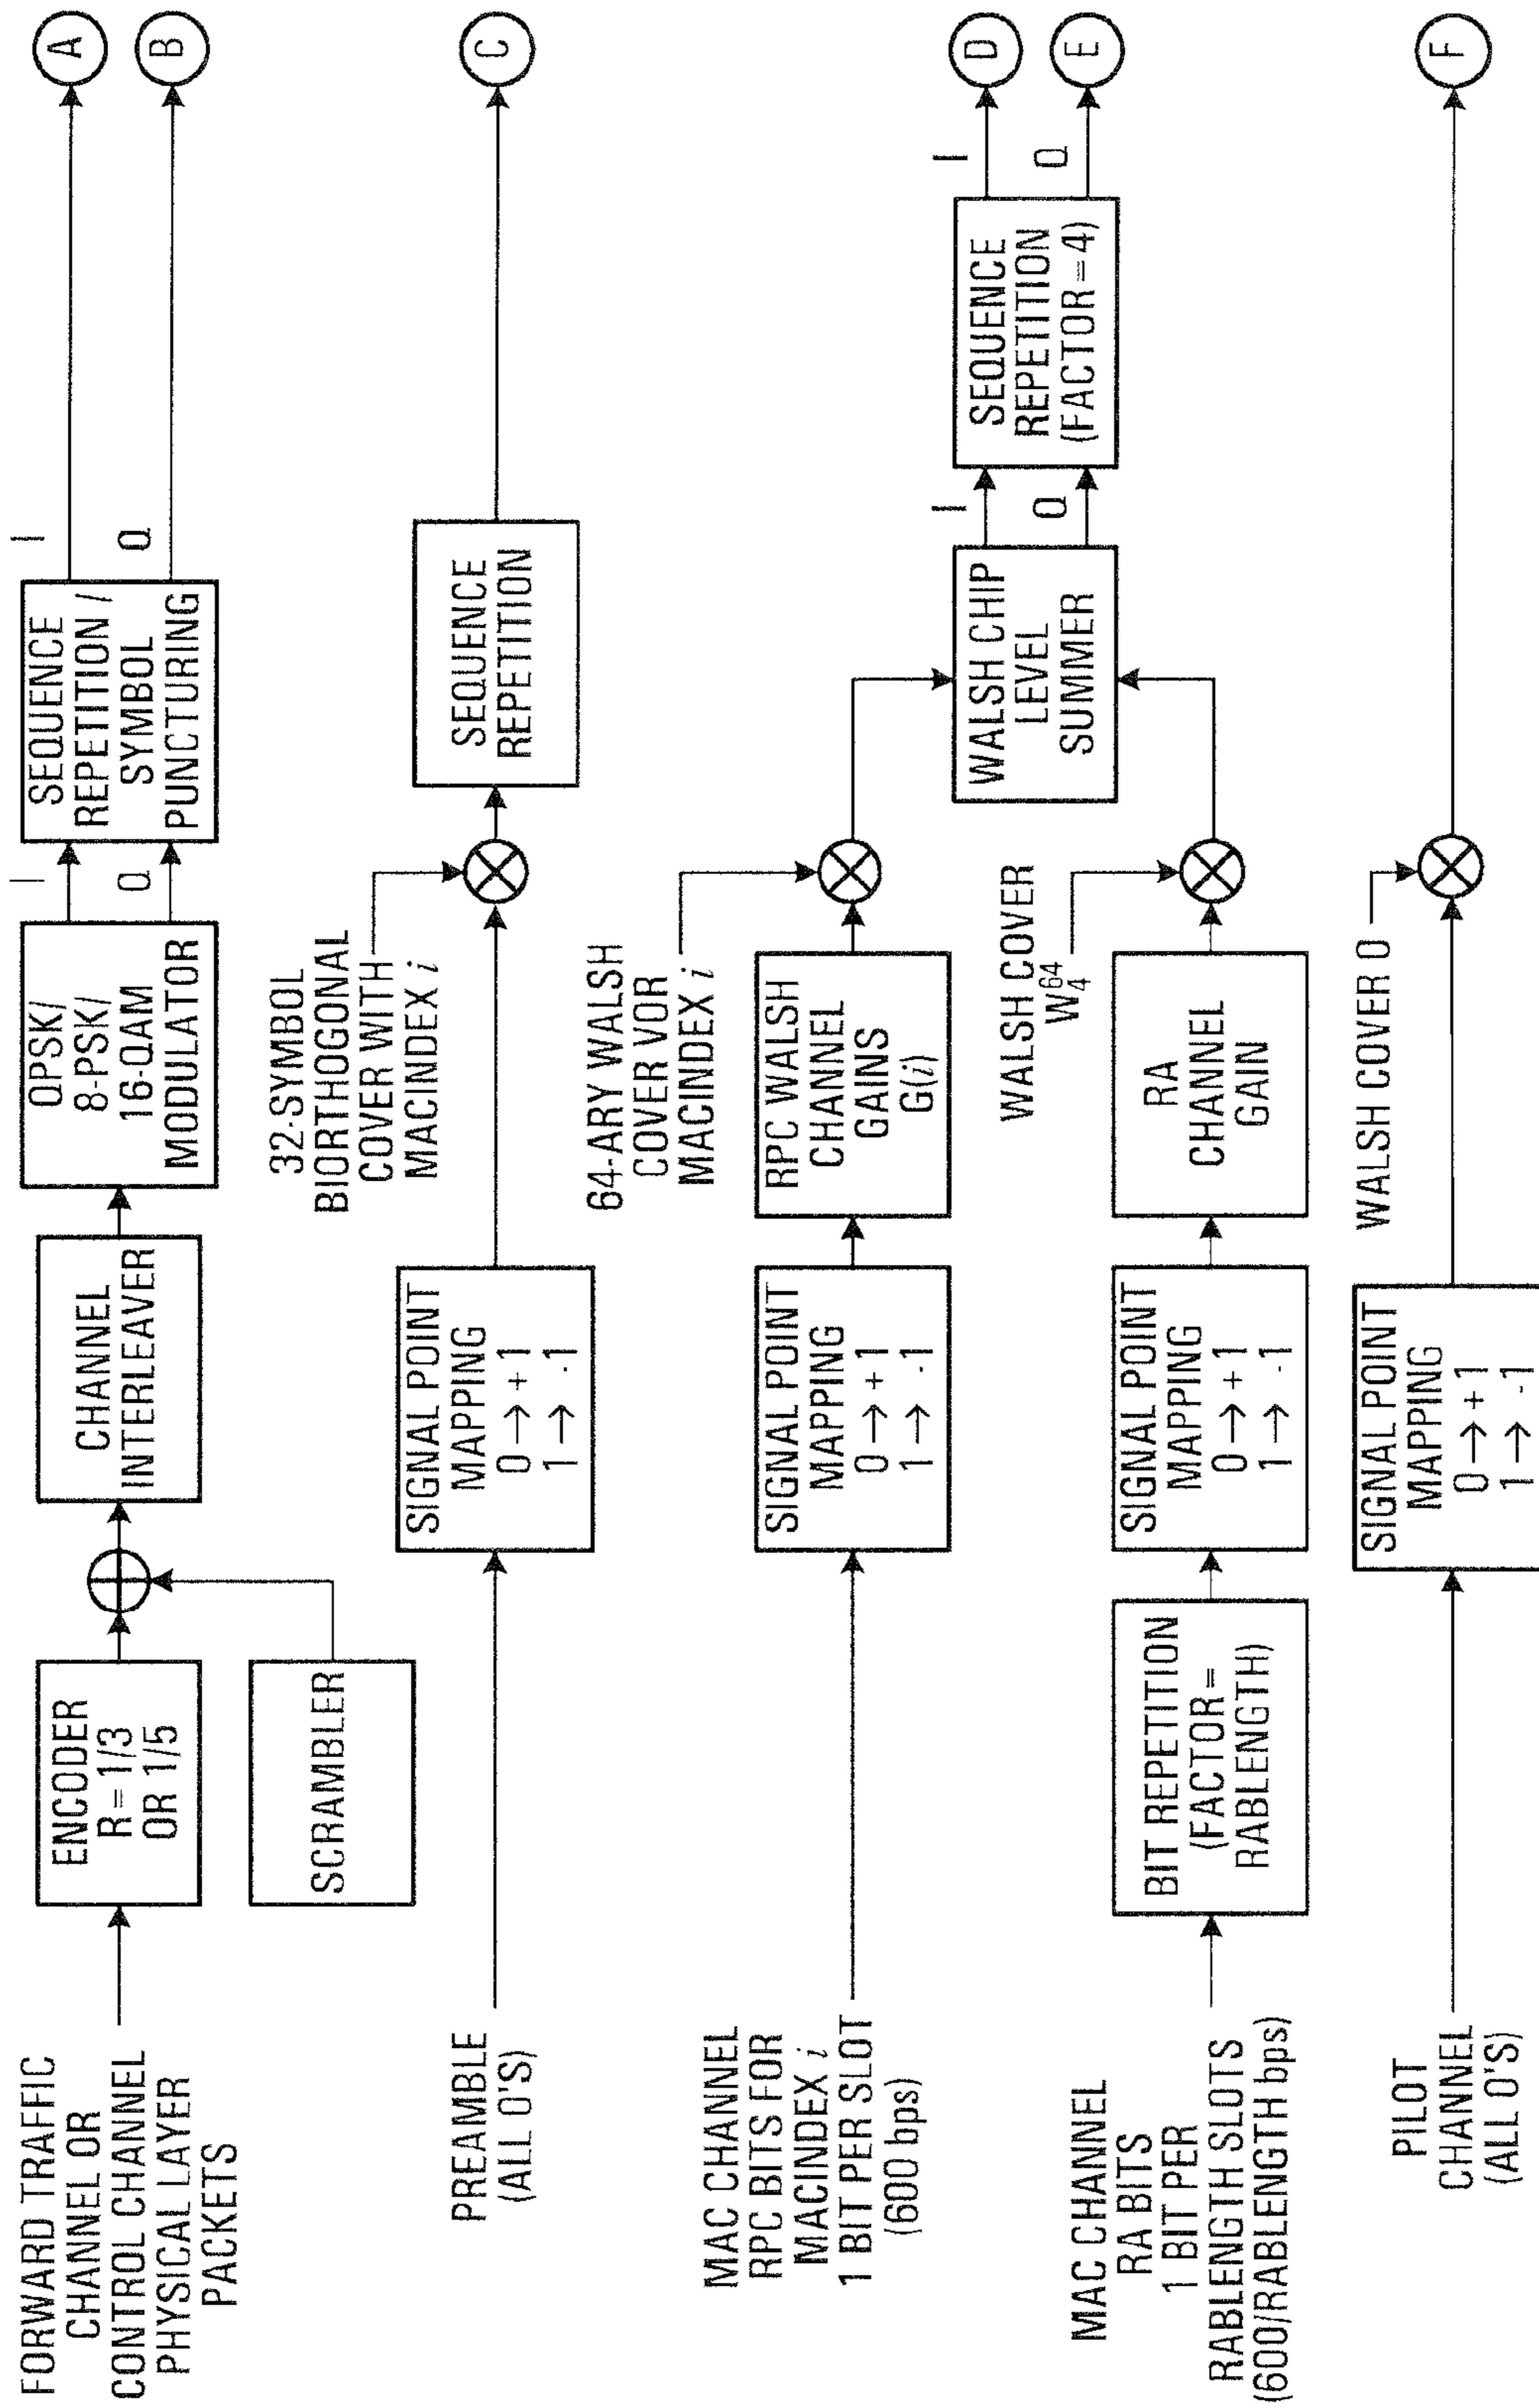 FORWARD TRAFFIC
CHANNEL OR
CONTROL CHANNEL
PHYSICAL LAYER
PACKETS
ENCODER
R=1/3
OR 1/5
SCRAMBLER
CHANNEL
INTERLEAVER
QPSK/
8-PSK/
16-QAM
MODULATOR
I
Q
SEQUENCE
REPETITION /
SYMBOL
PUNCTURING
I
Q
A
B
PREAMBLE
(ALL 0'S)
SIGNAL POINT
MAPPING
0→+1
1→ -1
32-SYMBOL
BIORTHOGONAL
COVER WITH
MACINDEX i
SEQUENCE
REPETITION
C
MAC CHANNEL
RPC BITS FOR
MACINDEX i
1 BIT PER SLOT
(600 bps)
SIGNAL POINT
MAPPING
0→+1
1→ -1
RPC WALSH
CHANNEL
GAINS
G(i)
64-ARY WALSH
COVER VOR
MACINDEX i
WALSH CHIP
LEVEL
SUMMER
I
Q
SEQUENCE
REPETITION
(FACTOR=4)
I
Q
D
E
MAC CHANNEL
RA BITS
1 BIT PER
RABLENGTH SLOTS
(600/RABLENGTH bps)
BIT REPETITION
(FACTOR=
RABLENGTH)
SIGNAL POINT
MAPPING
0→+1
1→ -1
RA
CHANNEL
GAIN
WALSH COVER
W₄⁶⁴
PILOT
CHANNEL
(ALL 0'S)
SIGNAL POINT
MAPPING
0→+1
1→ -1
WALSH COVER 0
F